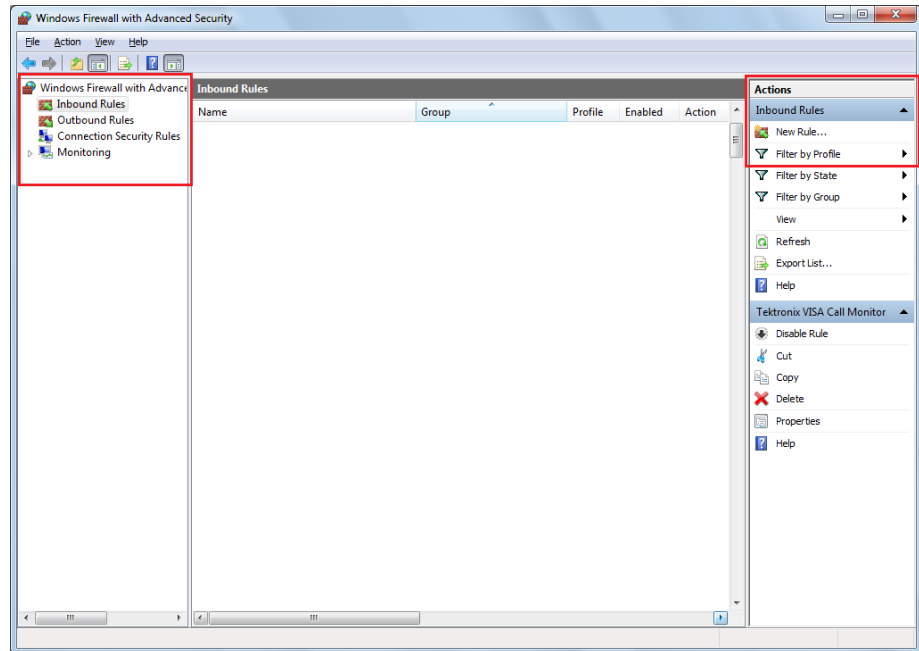 Windows Firewall with Advanced Security
File Action View Help
Windows Firewall with Advance
Inbound Rules
Outbound Rules
Connection Security Rules
Monitoring
Inbound Rules
Name Group Profile Enabled Action
Actions
Inbound Rules
New Rule...
Filter by Profile
Filter by State
Filter by Group
View
Refresh
Export List...
Help
Tektronix VISA Call Monitor
Disable Rule
Cut
Copy
Delete
Properties
Help